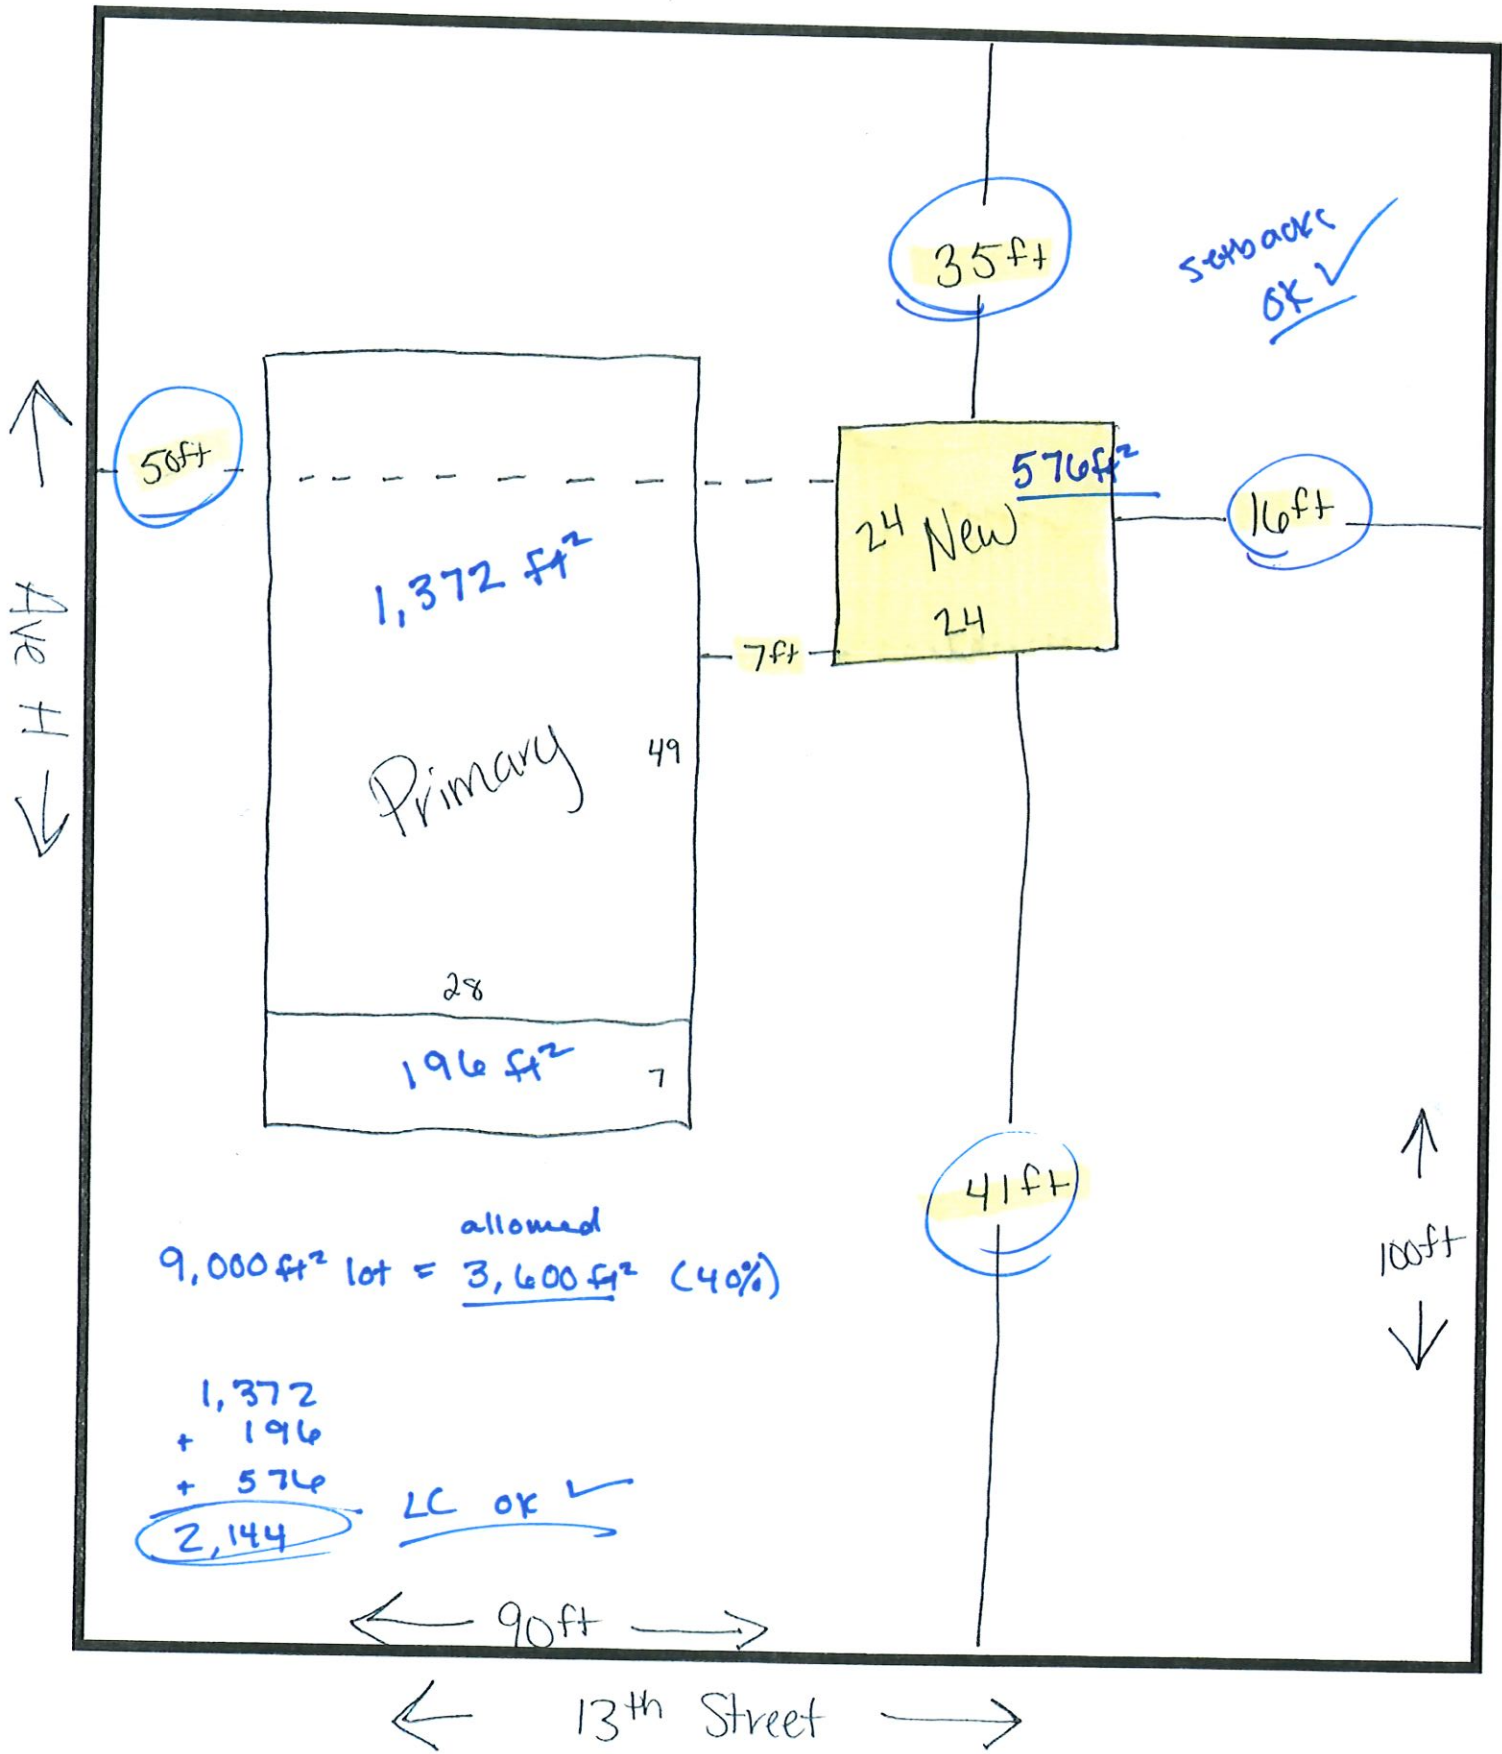 35ft
setbacks
OK ✓
50ft
576ft²
24 New
24
16ft
1,372 ft²
7ft
Ave H
Primary
49
28
196 ft²
7
41ft
100ft
allowed
9,000 ft² lot = 3,600 ft² (40%)
1,372
+ 196
+ 576
2,144
LC OK ✓
90ft
13th Street